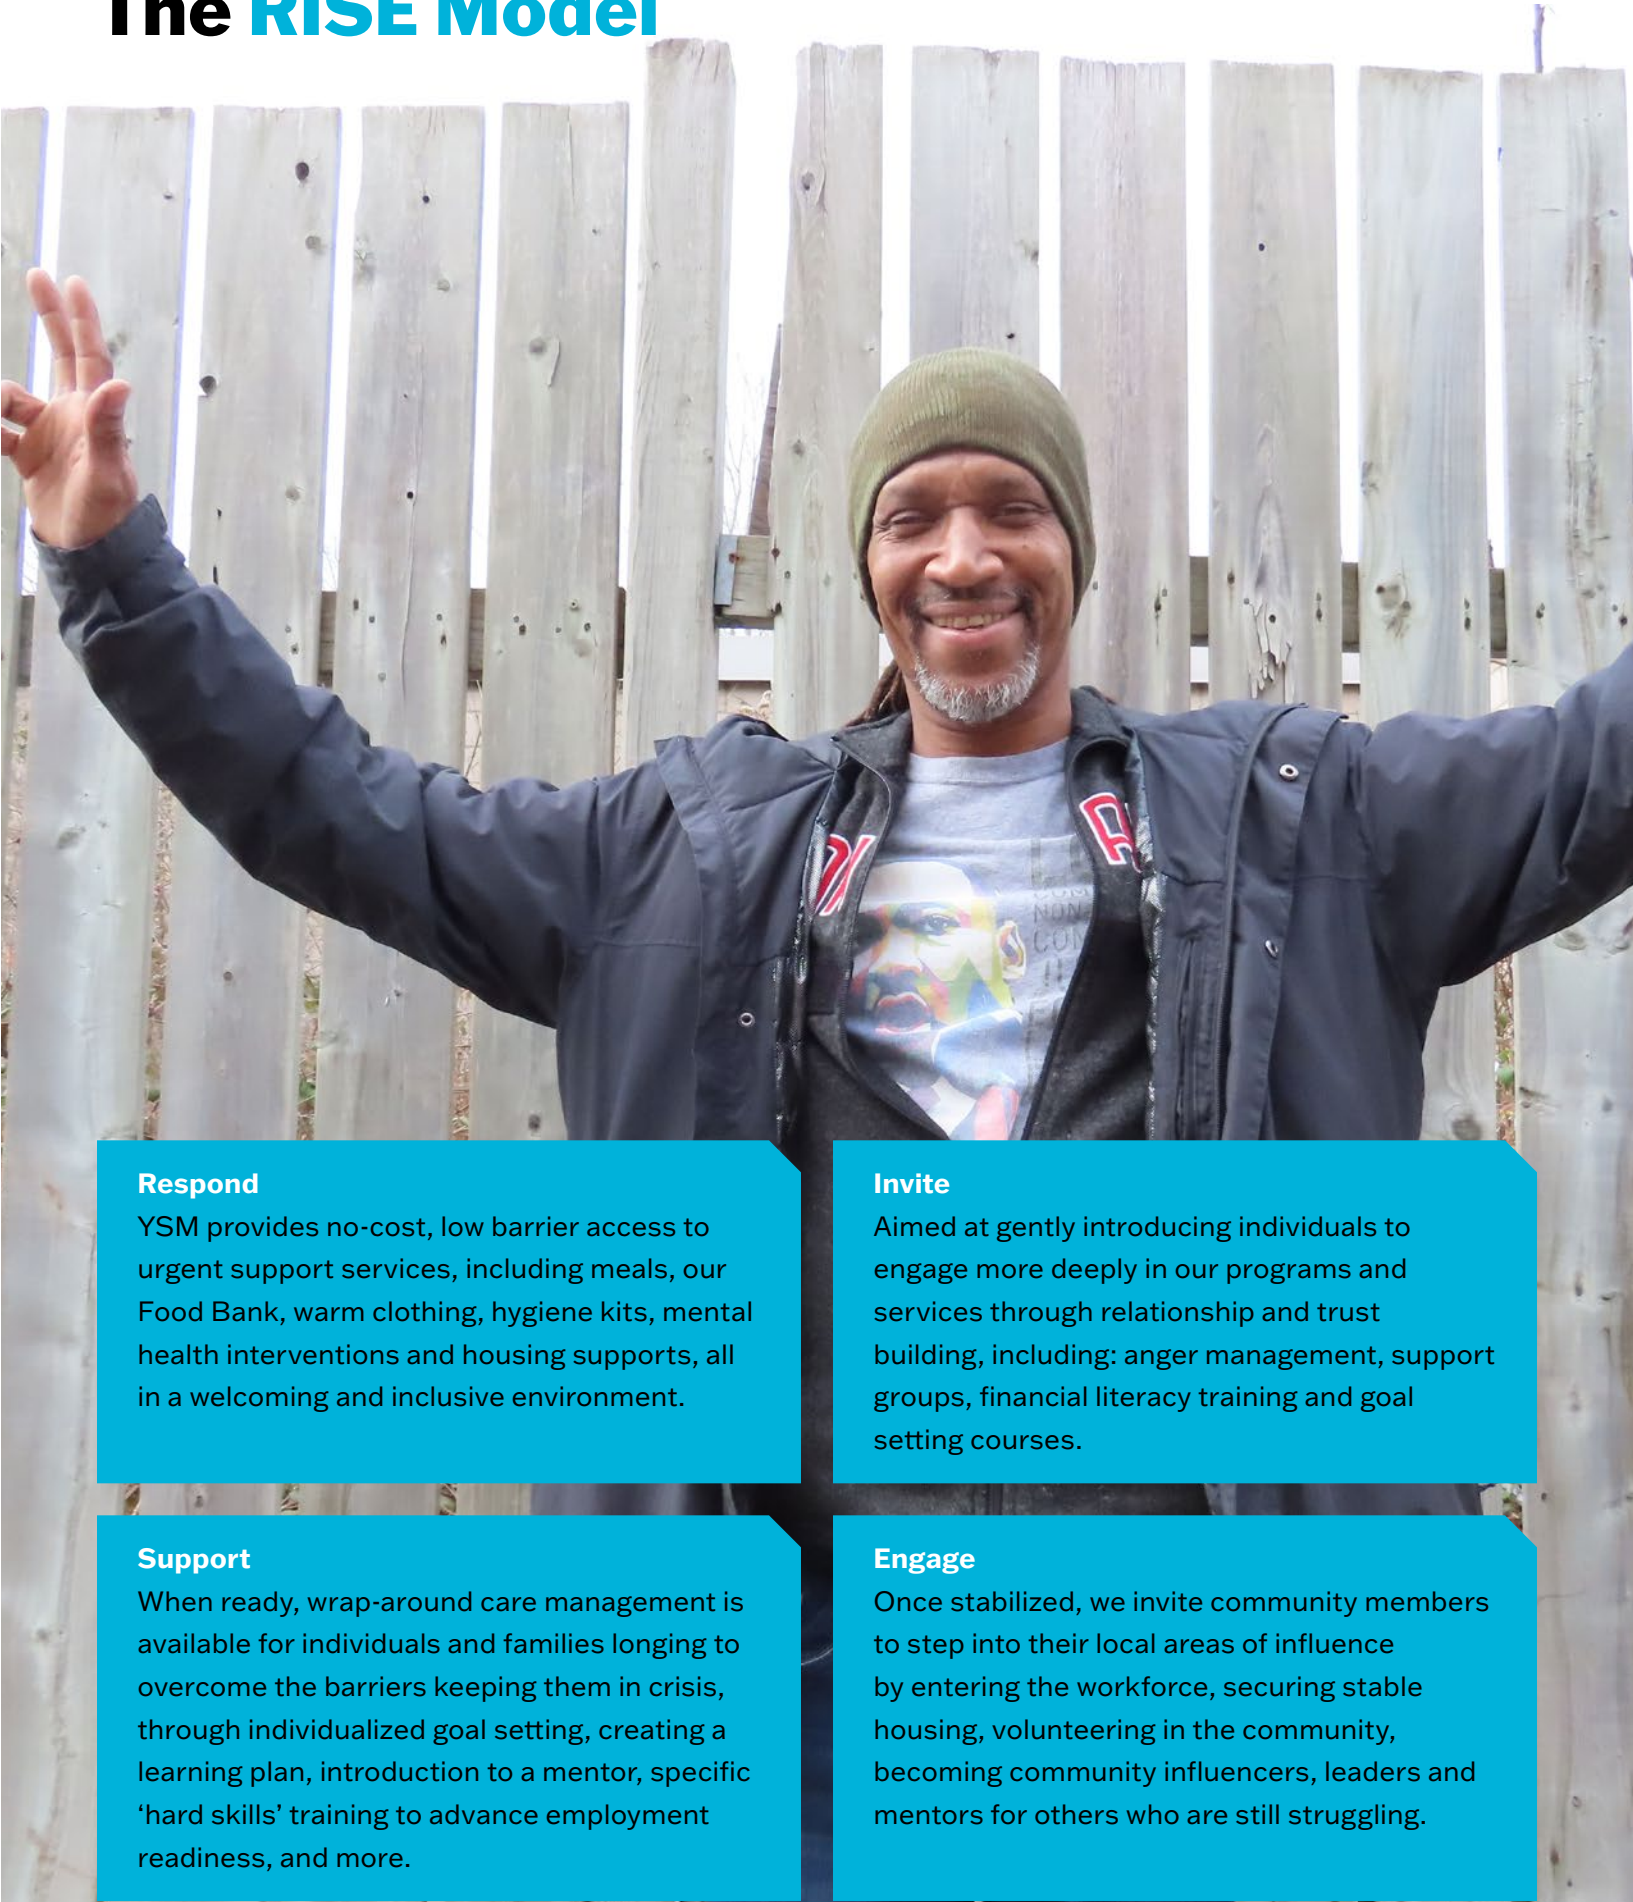 The RISE Model
Respond
YSM provides no-cost, low barrier access to
urgent support services, including meals, our
Food Bank, warm clothing, hygiene kits, mental
health interventions and housing supports, all
in a welcoming and inclusive environment.
Invite
Aimed at gently introducing individuals to
engage more deeply in our programs and
services through relationship and trust
building, including: anger management, support
groups, financial literacy training and goal
setting courses.
Support
When ready, wrap-around care management is
available for individuals and families longing to
overcome the barriers keeping them in crisis,
through individualized goal setting, creating a
learning plan, introduction to a mentor, specific
‘hard skills’ training to advance employment
readiness, and more.
Engage
Once stabilized, we invite community members
to step into their local areas of influence
by entering the workforce, securing stable
housing, volunteering in the community,
becoming community influencers, leaders and
mentors for others who are still struggling.